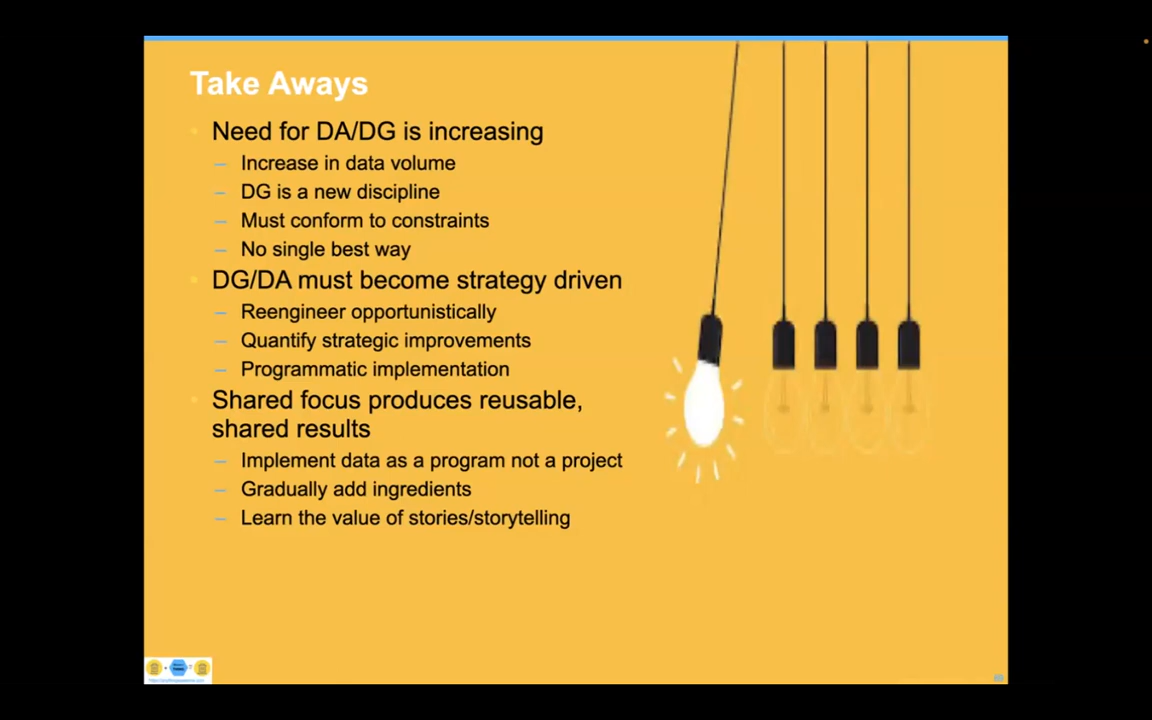 Take Aways
Need for DA/DG is increasing
– Increase in data volume
– DG is a new discipline
– Must conform to constraints
– No single best way
DG/DA must become strategy driven
– Reengineer opportunistically
– Quantify strategic improvements
– Programmatic implementation
Shared focus produces reusable,
shared results
– Implement data as a program not a project
– Gradually add ingredients
– Learn the value of stories/storytelling